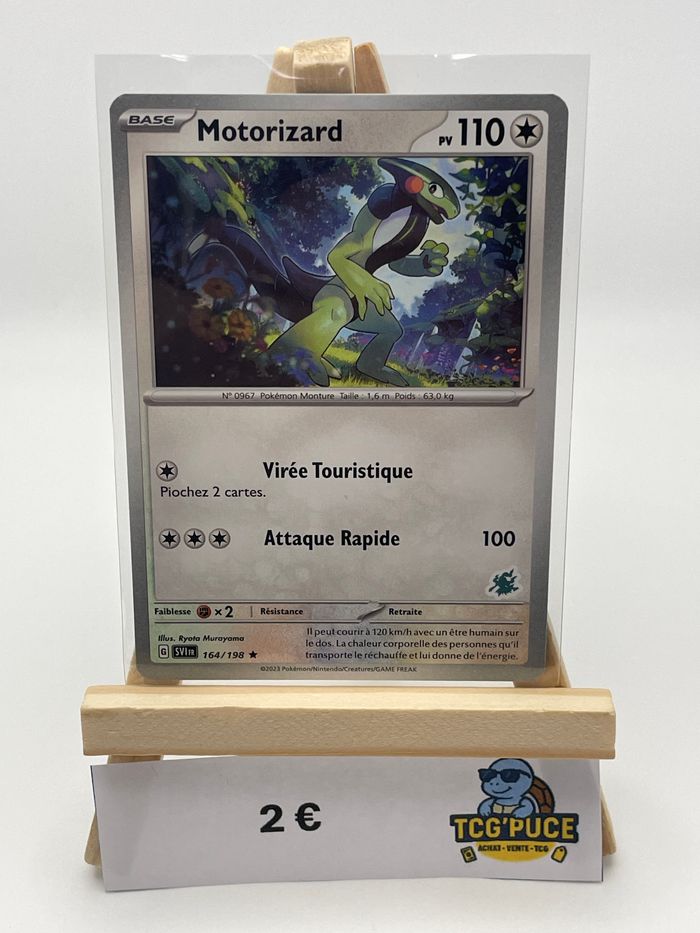 BASE Motorizard PV 110
N° 0967 Pokémon Monture Taille : 1,6 m Poids : 63,0 kg
Virée Touristique
Piochez 2 cartes.
Attaque Rapide 100
Faiblesse ×2 Résistance Retraite
Illus. Ryota Murayama
Il peut courir à 120 km/h avec un être humain sur
le dos. La chaleur corporelle des personnes qu'il
transporte le réchauffe et lui donne de l'énergie.
G SVI FR 164/198
©2023 Pokémon/Nintendo/Creatures/GAME FREAK
2 €
TCG'PUCE
ACHAT - VENTE - TCG